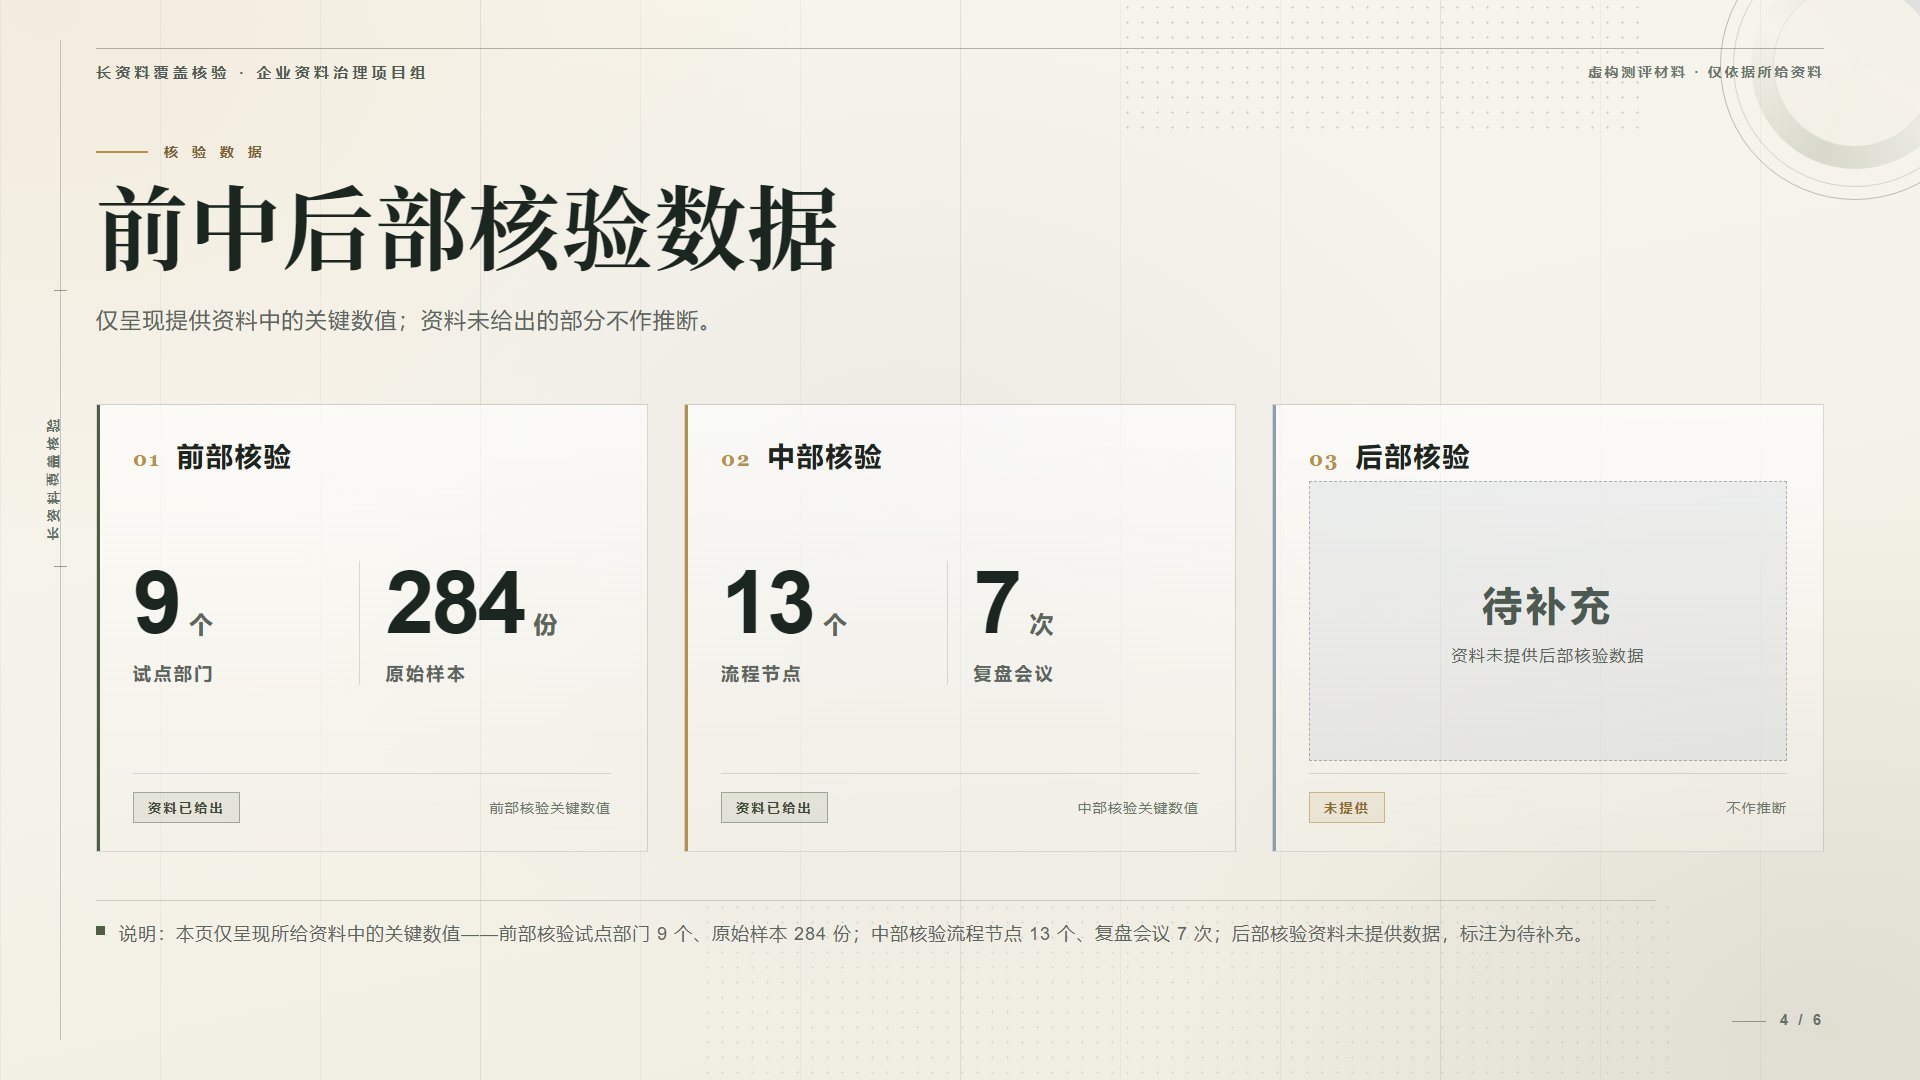 长资料覆盖核验 · 企业资料治理项目组
虚构测评材料 · 仅依据所给资料
核验数据
前中后部核验数据
仅呈现提供资料中的关键数值；资料未给出的部分不作推断。
长资料覆盖核验
01 前部核验
9 个
试点部门
284 份
原始样本
资料已给出
前部核验关键数值
02 中部核验
13 个
流程节点
7 次
复盘会议
资料已给出
中部核验关键数值
03 后部核验
待补充
资料未提供后部核验数据
未提供
不作推断
说明：本页仅呈现所给资料中的关键数值——前部核验试点部门 9 个、原始样本 284 份；中部核验流程节点 13 个、复盘会议 7 次；后部核验资料未提供数据，标注为待补充。
4 / 6